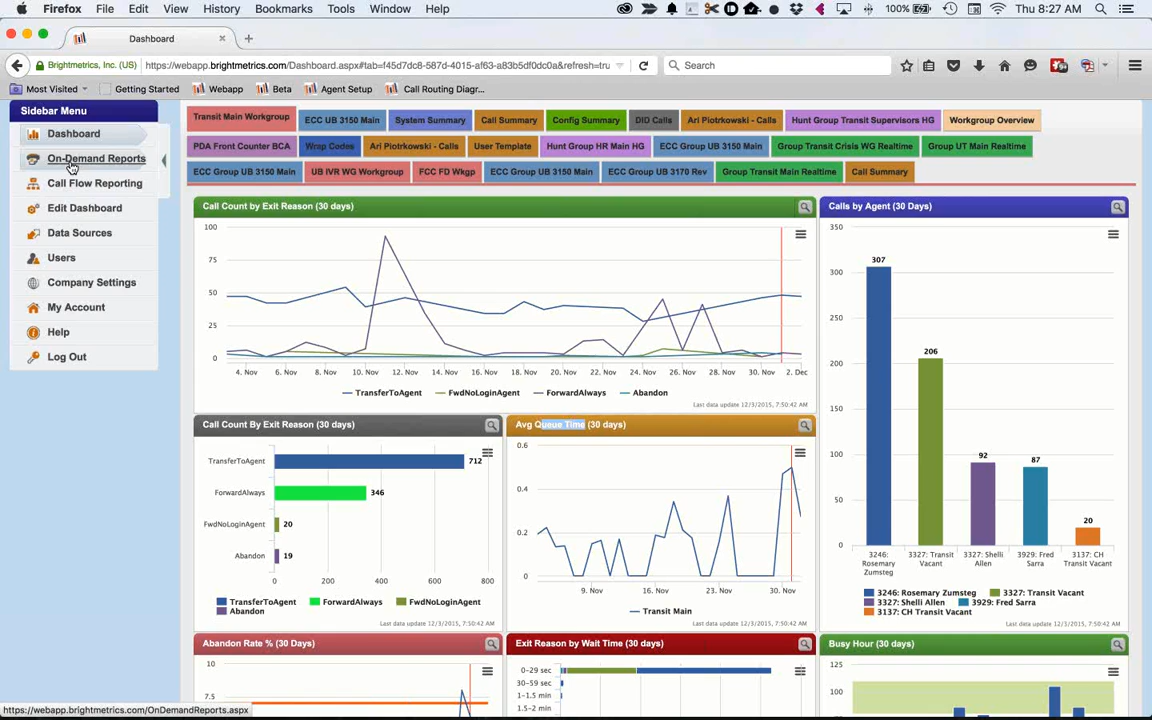 Firefox File Edit View History Bookmarks Tools Window Help 100% Thu 8:27 AM
Dashboard
Brightmetrics, Inc. (US) https://webapp.brightmetrics.com/Dashboard.aspx#tab=f45d7dc8-587d-4015-af63-a83b5df0dc0a&refresh=tru Search
Most Visited Getting Started Webapp Beta Agent Setup Call Routing Diagr...
Sidebar Menu
Dashboard
On-Demand Reports
Call Flow Reporting
Edit Dashboard
Data Sources
Users
Company Settings
My Account
Help
Log Out
Transit Main Workgroup ECC UB 3150 Main System Summary Call Summary Config Summary DID Calls Ari Piotrkowski - Calls Hunt Group Transit Supervisors HG Workgroup Overview
PDA Front Counter BCA Wrap Codes Ari Piotrkowski - Calls User Template Hunt Group HR Main HG ECC Group UB 3150 Main Group Transit Crisis WG Realtime Group UT Main Realtime
ECC Group UB 3150 Main UB IVR WG Workgroup FCC FD Wkgp ECC Group UB 3150 Main ECC Group UB 3170 Rev Group Transit Main Realtime Call Summary
Call Count by Exit Reason (30 days)
100
75
50
25
0
4. Nov 6. Nov 8. Nov 10. Nov 12. Nov 14. Nov 16. Nov 18. Nov 20. Nov 22. Nov 24. Nov 26. Nov 28. Nov 30. Nov 2. Dec
TransferToAgent FwdNoLoginAgent ForwardAlways Abandon
Last data update 12/3/2015, 7:50:42 AM
Calls by Agent (30 Days)
350
300
250
200
150
100
50
0
307
206
92
87
20
3246: Rosemary Zumsteg
3327: Transit Vacant
3327: Shelli Allen
3929: Fred Sarra
3137: CH Transit Vacant
3246: Rosemary Zumsteg 3327: Transit Vacant
3327: Shelli Allen 3929: Fred Sarra
3137: CH Transit Vacant
Last data update 12/3/2015, 7:50:42 AM
Call Count By Exit Reason (30 days)
TransferToAgent 712
ForwardAlways 346
FwdNoLoginAgent 20
Abandon 19
0 200 400 600 800
TransferToAgent ForwardAlways FwdNoLoginAgent
Abandon
Last data update 12/3/2015, 7:50:42 AM
Avg Queue Time (30 days)
0.6
0.4
0.2
0
9. Nov 16. Nov 23. Nov 30. Nov
Transit Main
Last data update 12/3/2015, 7:50:42 AM
Abandon Rate % (30 Days)
10
7.5
Exit Reason by Wait Time (30 days)
0-29 sec
30-59 sec
1-1.5 min
1.5-2 min
Busy Hour (30 days)
125
100
https://webapp.brightmetrics.com/OnDemandReports.aspx